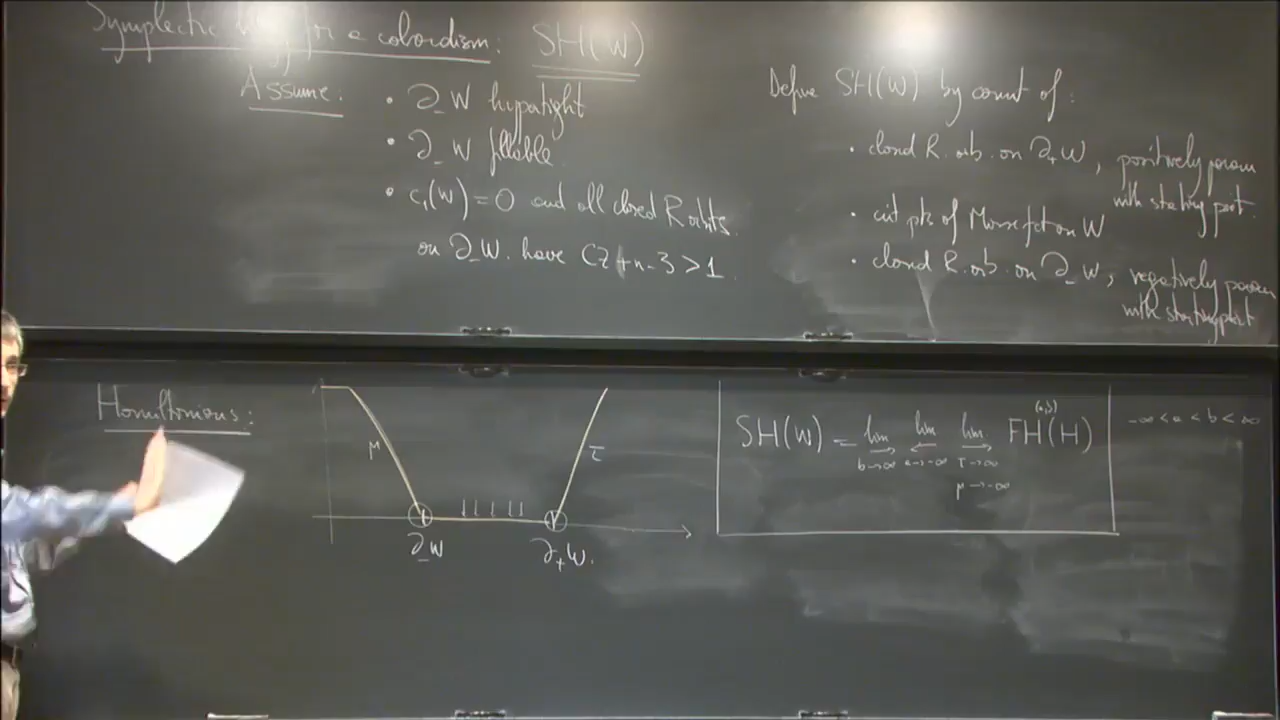 Symplectic for a cobordism: SH(W)
Assume:
• ∂_W hypertight
• ∂_W fillable
• c₁(W) = 0 and all closed R orbits
on ∂_W. have CZ + n - 3 > 1
Define SH(W) by count of:
• closed R. orb. on ∂₊W, positively param
with starting point.
• crit pts of Morse fct on W
• closed R. orb. on ∂_W, negatively param
with starting point
Hamiltonians:
μ
τ
∂_W
∂₊W.
SH(W) = lim b→∞ lim a→-∞ lim τ→∞ μ→-∞ FH^(a,b)(H)
-∞ < a < b < ∞